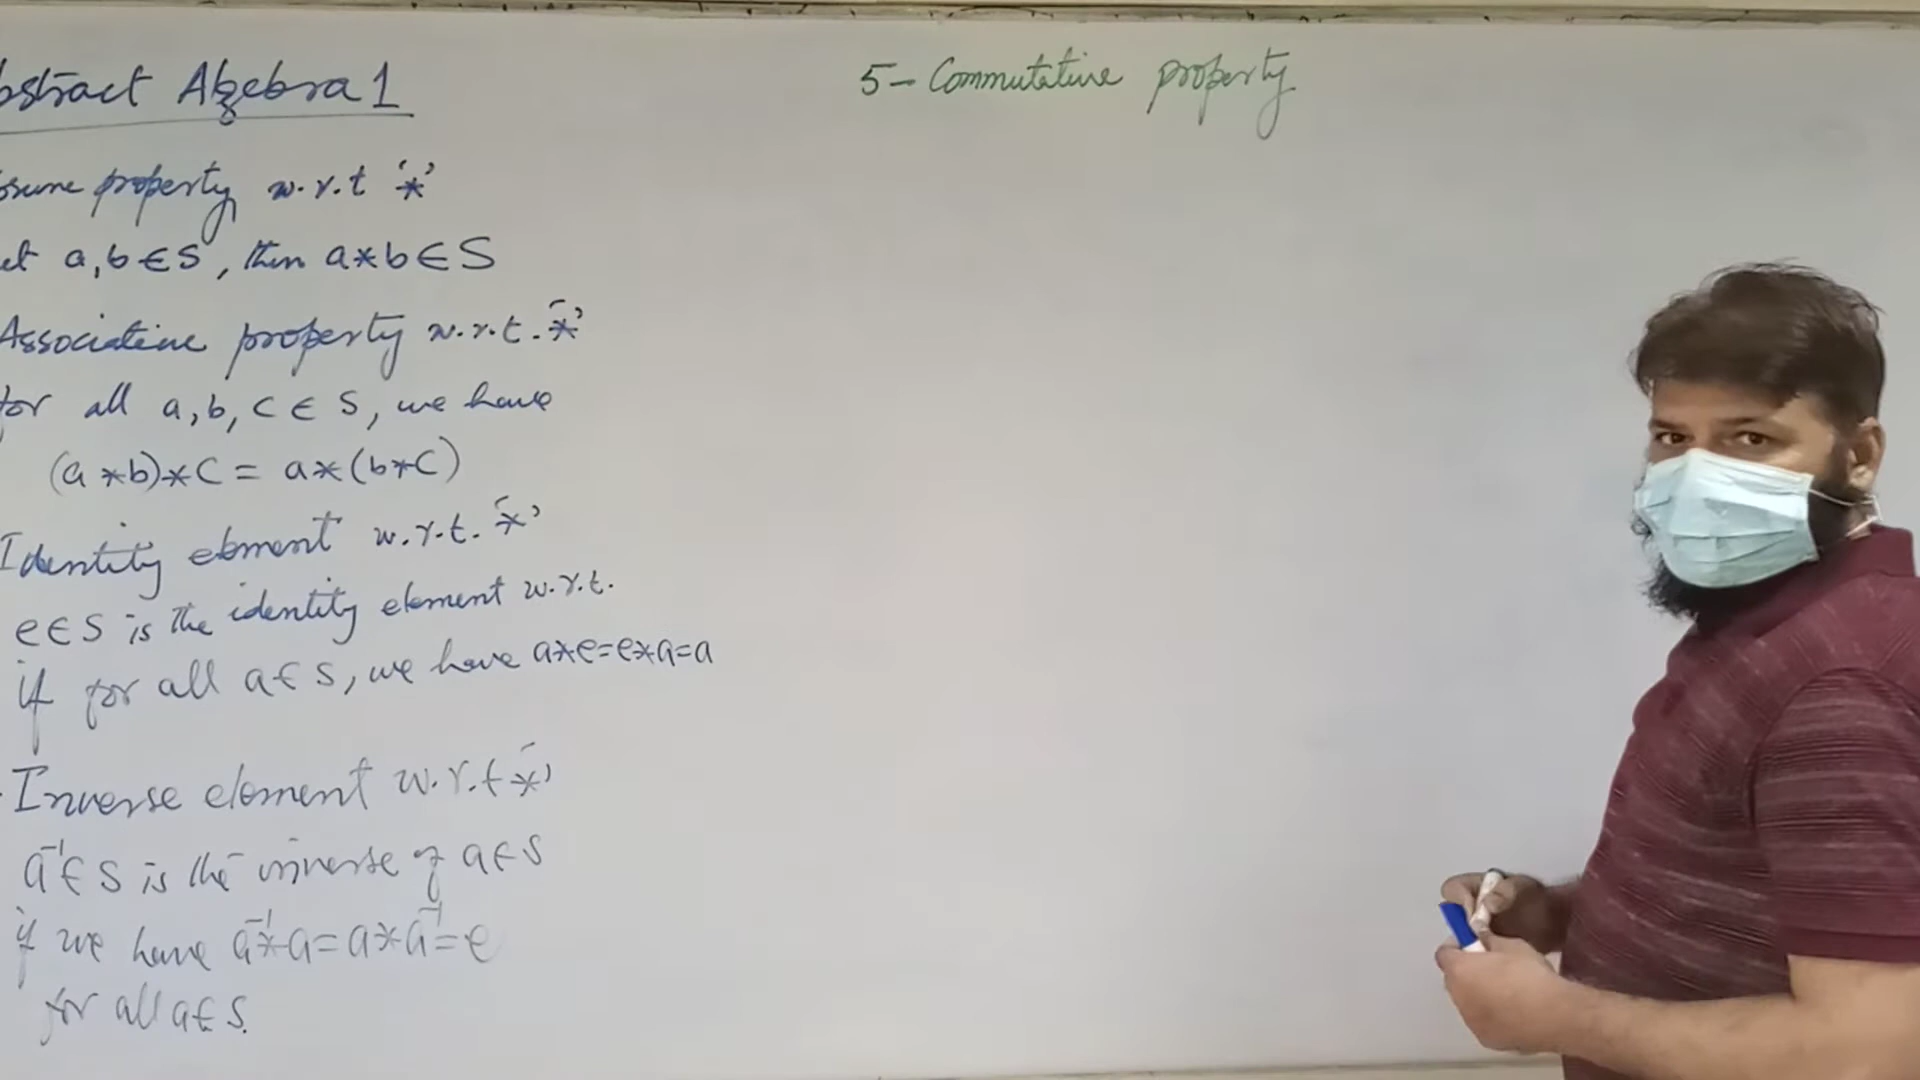 bstract Algebra 1
osure property w.r.t '*'
et a, b ∈ S, then a*b ∈ S
Associative property w.r.t. '*'
for all a, b, c ∈ S, we have
(a*b)*c = a*(b*c)
Identity element w.r.t. '*'
e ∈ S is the identity element w.r.t.
if for all a ∈ S, we have a*e=e*a=a
Inverse element w.r.t '*'
a⁻¹ ∈ S is the inverse of a ∈ S
if we have a⁻¹*a=a*a⁻¹=e
for all a ∈ S.
5- Commutative property